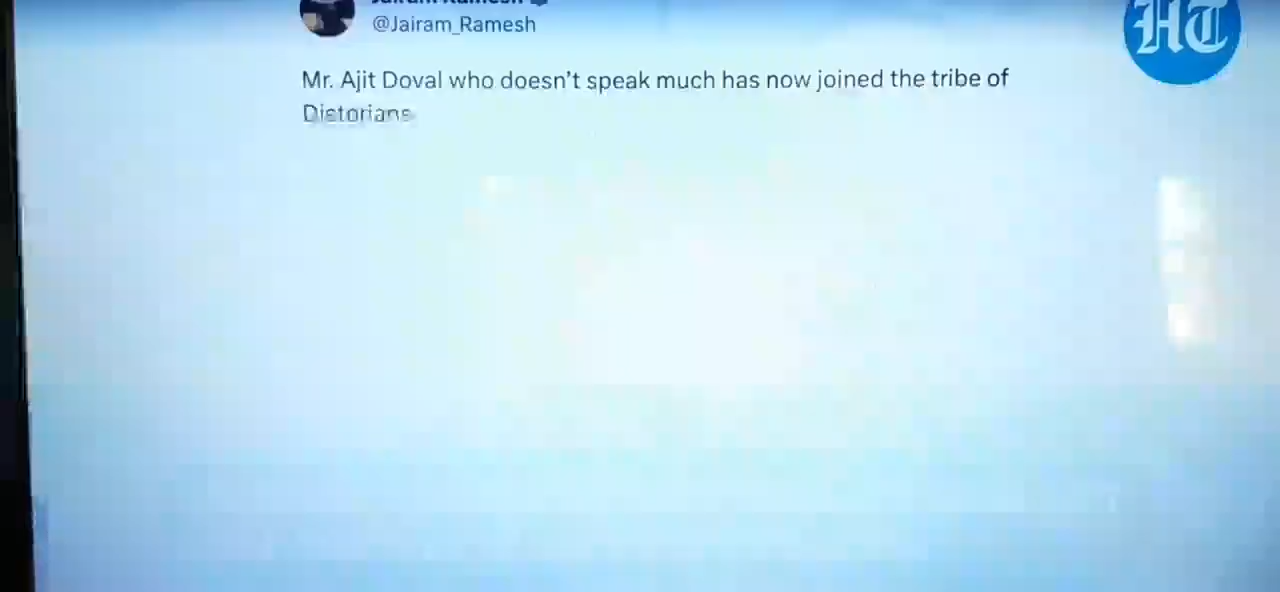 @Jairam_Ramesh
HT
Mr. Ajit Doval who doesn't speak much has now joined the tribe of
Distorians